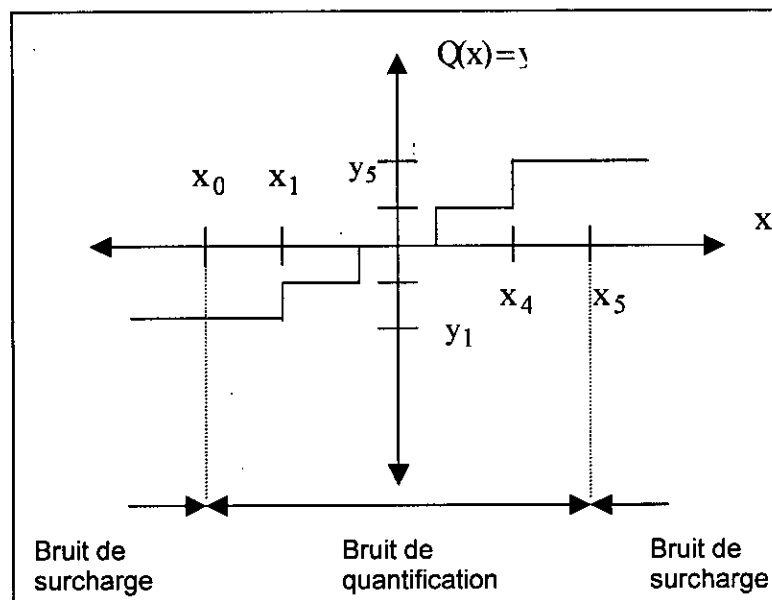 Q(x)=y
x₀ x₁ y₅
x
x₄ x₅
y₁
Bruit de surcharge
Bruit de quantification
Bruit de surcharge